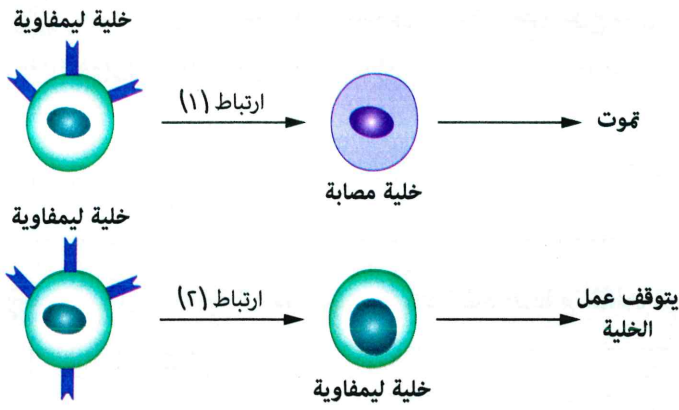 خلية ليمفاوية
ارتباط (١)
تموت
خلية مصابة
خلية ليمفاوية
ارتباط (٢)
يتوقف عمل
الخلية
خلية ليمفاوية